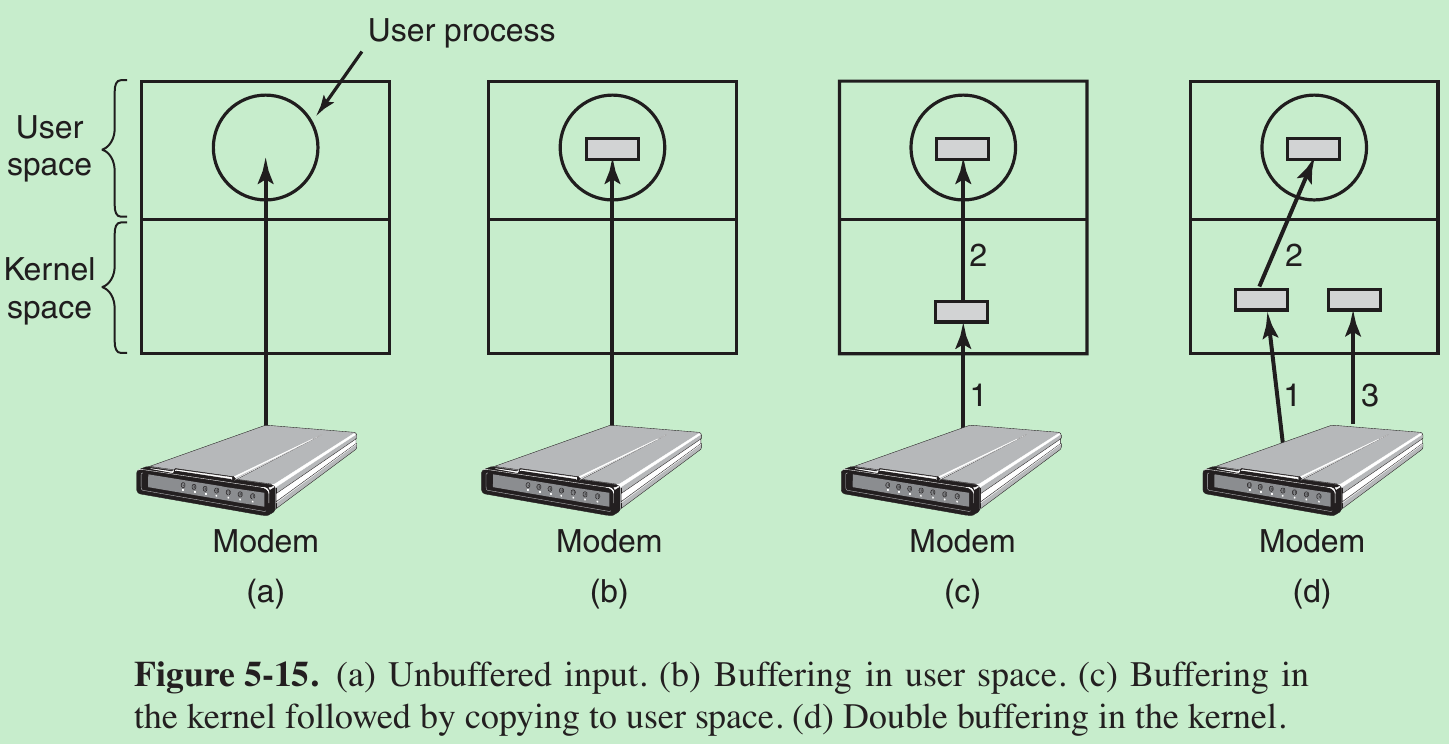 User process
User
space
Kernel
space
2
2
1
1
3
Modem
Modem
Modem
Modem
(a)
(b)
(c)
(d)
Figure 5-15. (a) Unbuffered input. (b) Buffering in user space. (c) Buffering in
the kernel followed by copying to user space. (d) Double buffering in the kernel.